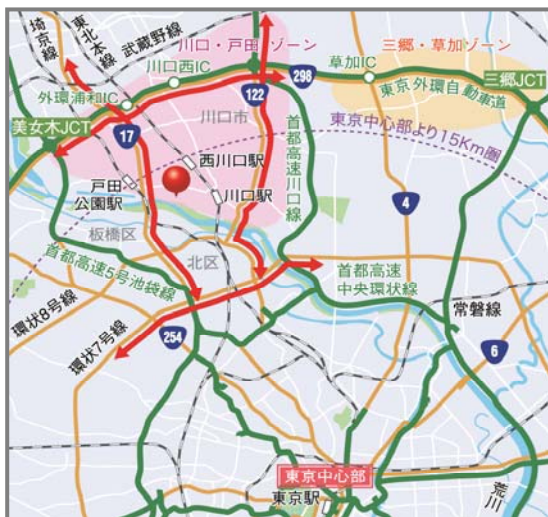 埼京線
東北本線
武蔵野線
川口・戸田ゾーン
三郷・草加ゾーン
川口西IC
草加IC
298
三郷JCT
外環浦和IC
122
東京外環自動車道
美女木JCT
17
川口市
東京中心部より15Km圏
西川口駅
首都高速川口線
戸田
公園駅
川口駅
4
板橋区
北区
首都高速5号池袋線
首都高速
中央環状線
環状8号線
常磐線
環状7号線
254
6
東京中心部
東京駅
荒川